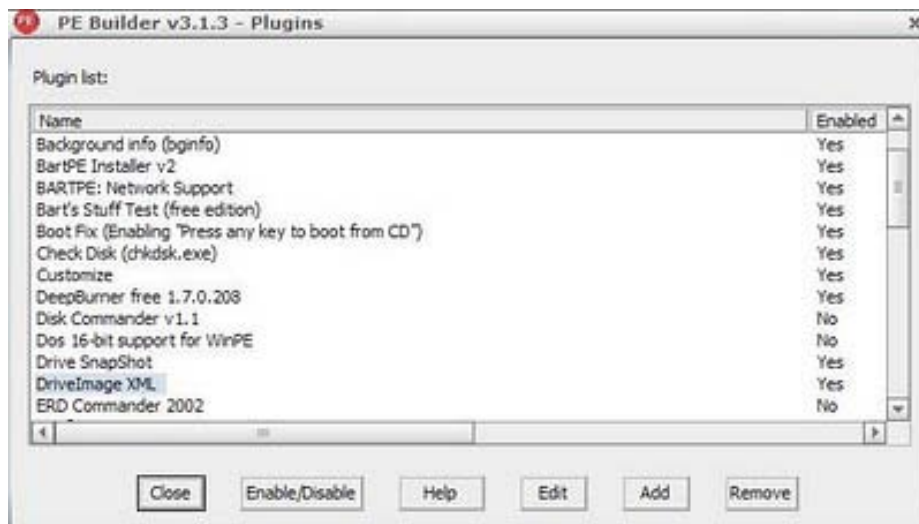 PE PE Builder v3.1.3 - Plugins
Plugin list:
Name Enabled
Background info (bginfo) Yes
BartPE Installer v2 Yes
BARTPE: Network Support Yes
Bart's Stuff Test (free edition) Yes
Boot Fix (Enabling "Press any key to boot from CD") Yes
Check Disk (chkdsk.exe) Yes
Customize Yes
DeepBurner free 1.7.0.208 Yes
Disk Commander v1.1 No
Dos 16-bit support for WinPE No
Drive SnapShot Yes
DriveImage XML Yes
ERD Commander 2002 No
Close Enable/Disable Help Edit Add Remove